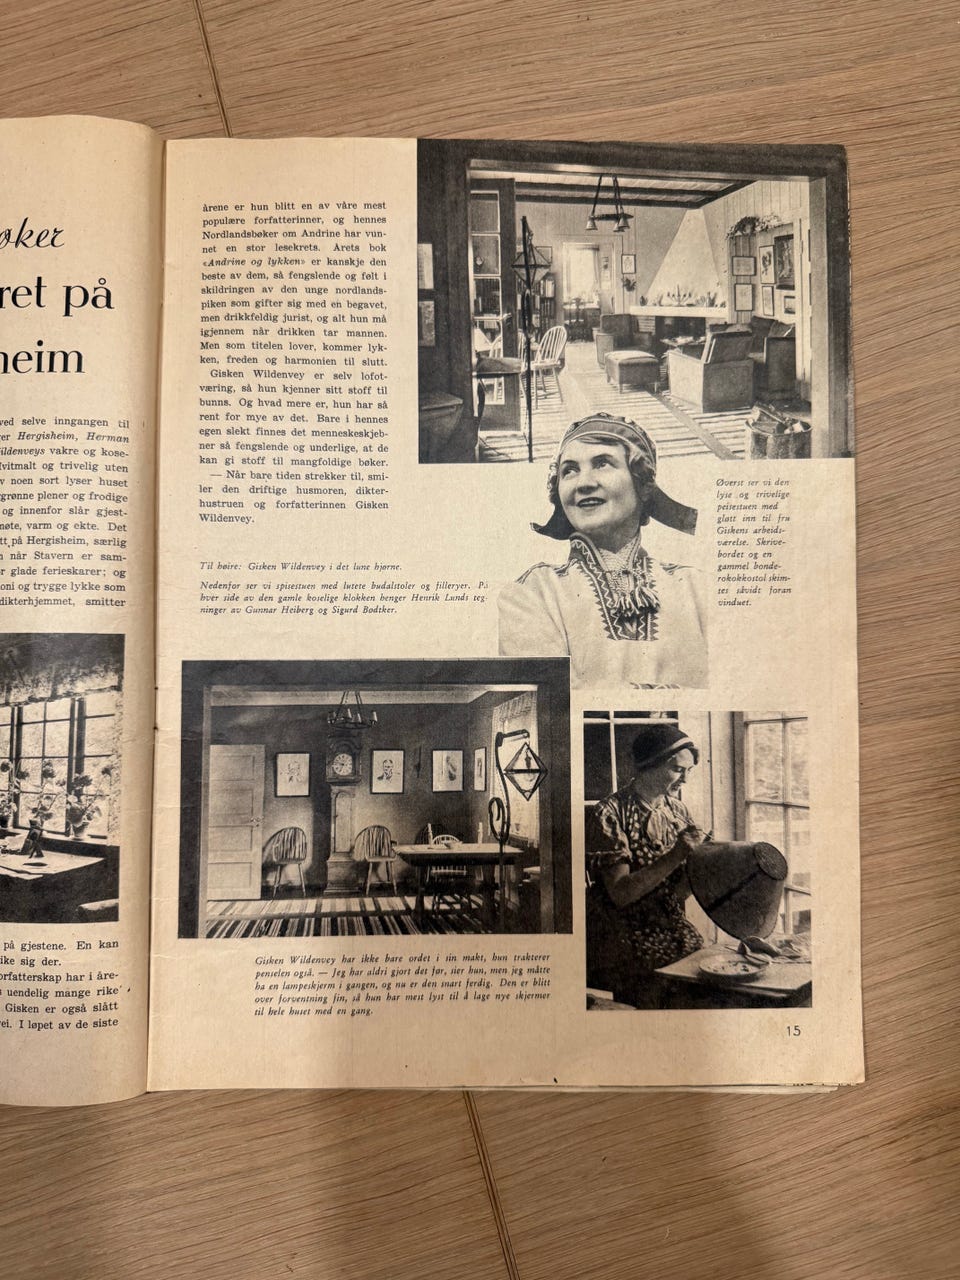 øker
ret på
heim
ved selve inngangen til
ger Hergisheim, Herman
ildenveys vakre og kose-
Hvitmalt og trivelig uten
v noen sort lyser huset
grønne plener og frodige
og innenfor slår gjest-
møte, varm og ekte. Det
tt på Hergisheim, særlig
n når Stavern er sam-
r glade ferieskarer; og
oni og trygge lykke som
dikterhjemmet, smitter
på gjestene. En kan
ike sig der.
orfatterskap har i åre-
s uendelig mange rike
Gisken er også slått
ei. I løpet av de siste
årene er hun blitt en av våre mest
populære forfatterinner, og hennes
Nordlandsbøker om Andrine har vun-
net en stor lesekrets. Årets bok
«Andrine og lykken» er kanskje den
beste av dem, så fengslende og følt i
skildringen av den unge nordlands-
piken som gifter sig med en begavet,
men drikkfeldig jurist, og alt hun må
igjennem når drikken tar mannen.
Men som titelen lover, kommer lyk-
ken, freden og harmonien til slutt.
Gisken Wildenvey er selv lofot-
væring, så hun kjenner sitt stoff til
bunns. Og hvad mere er, hun har så
rent for mye av det. Bare i hennes
egen slekt finnes det menneskeskjeb-
ner så fengslende og underlige, at de
kan gi stoff til mangfoldige bøker.
— Når bare tiden strekker til, smi-
ler den driftige husmoren, dikter-
hustruen og forfatterinnen Gisken
Wildenvey.
Øverst ser vi den
lyse og trivelige
peisestuen med
gløtt inn til fru
Giskens arbeids-
værelse. Skrive-
bordet og en
gammel bonde-
rokokkostol skim-
tes såvidt foran
vinduet.
Til høire: Gisken Wildenvey i det lune hjørne.
Nedenfor ser vi spisestuen med lutete budalstoler og filleryer. På
hver side av den gamle koselige klokken henger Henrik Lunds teg-
ninger av Gunnar Heiberg og Sigurd Bødtker.
Gisken Wildenvey har ikke bare ordet i sin makt, hun trakterer
penselen også. — Jeg har aldri gjort det før, sier hun, men jeg måtte
ha en lampeskjerm i gangen, og nu er den snart ferdig. Den er blitt
over forventning fin, så hun har mest lyst til å lage nye skjermer
til hele huset med en gang.
15